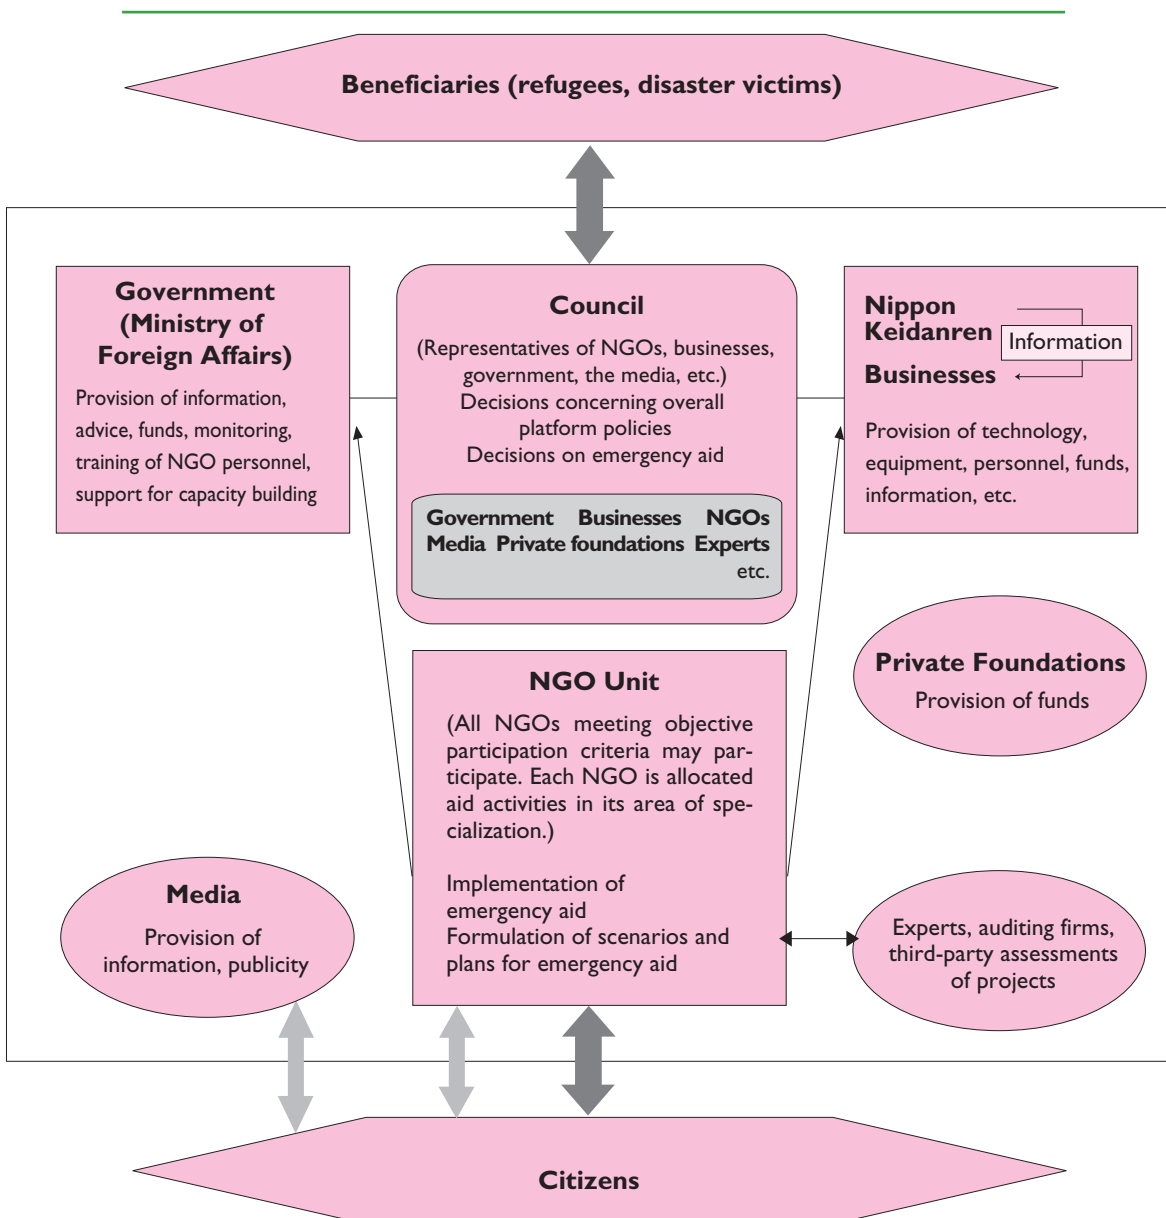 Beneficiaries (refugees, disaster victims)
Government
(Ministry of
Foreign Affairs)
Provision of information,
advice, funds, monitoring,
training of NGO personnel,
support for capacity building
Council
(Representatives of NGOs, businesses,
government, the media, etc.)
Decisions concerning overall
platform policies
Decisions on emergency aid
Government Businesses NGOs
Media Private foundations Experts
etc.
Nippon
Keidanren
Information
Businesses
Provision of technology,
equipment, personnel, funds,
information, etc.
Private Foundations
Provision of funds
NGO Unit
(All NGOs meeting objective
participation criteria may par-
ticipate. Each NGO is allocated
aid activities in its area of spe-
cialization.)
Implementation of
emergency aid
Formulation of scenarios and
plans for emergency aid
Media
Provision of
information, publicity
Experts, auditing firms,
third-party assessments
of projects
Citizens